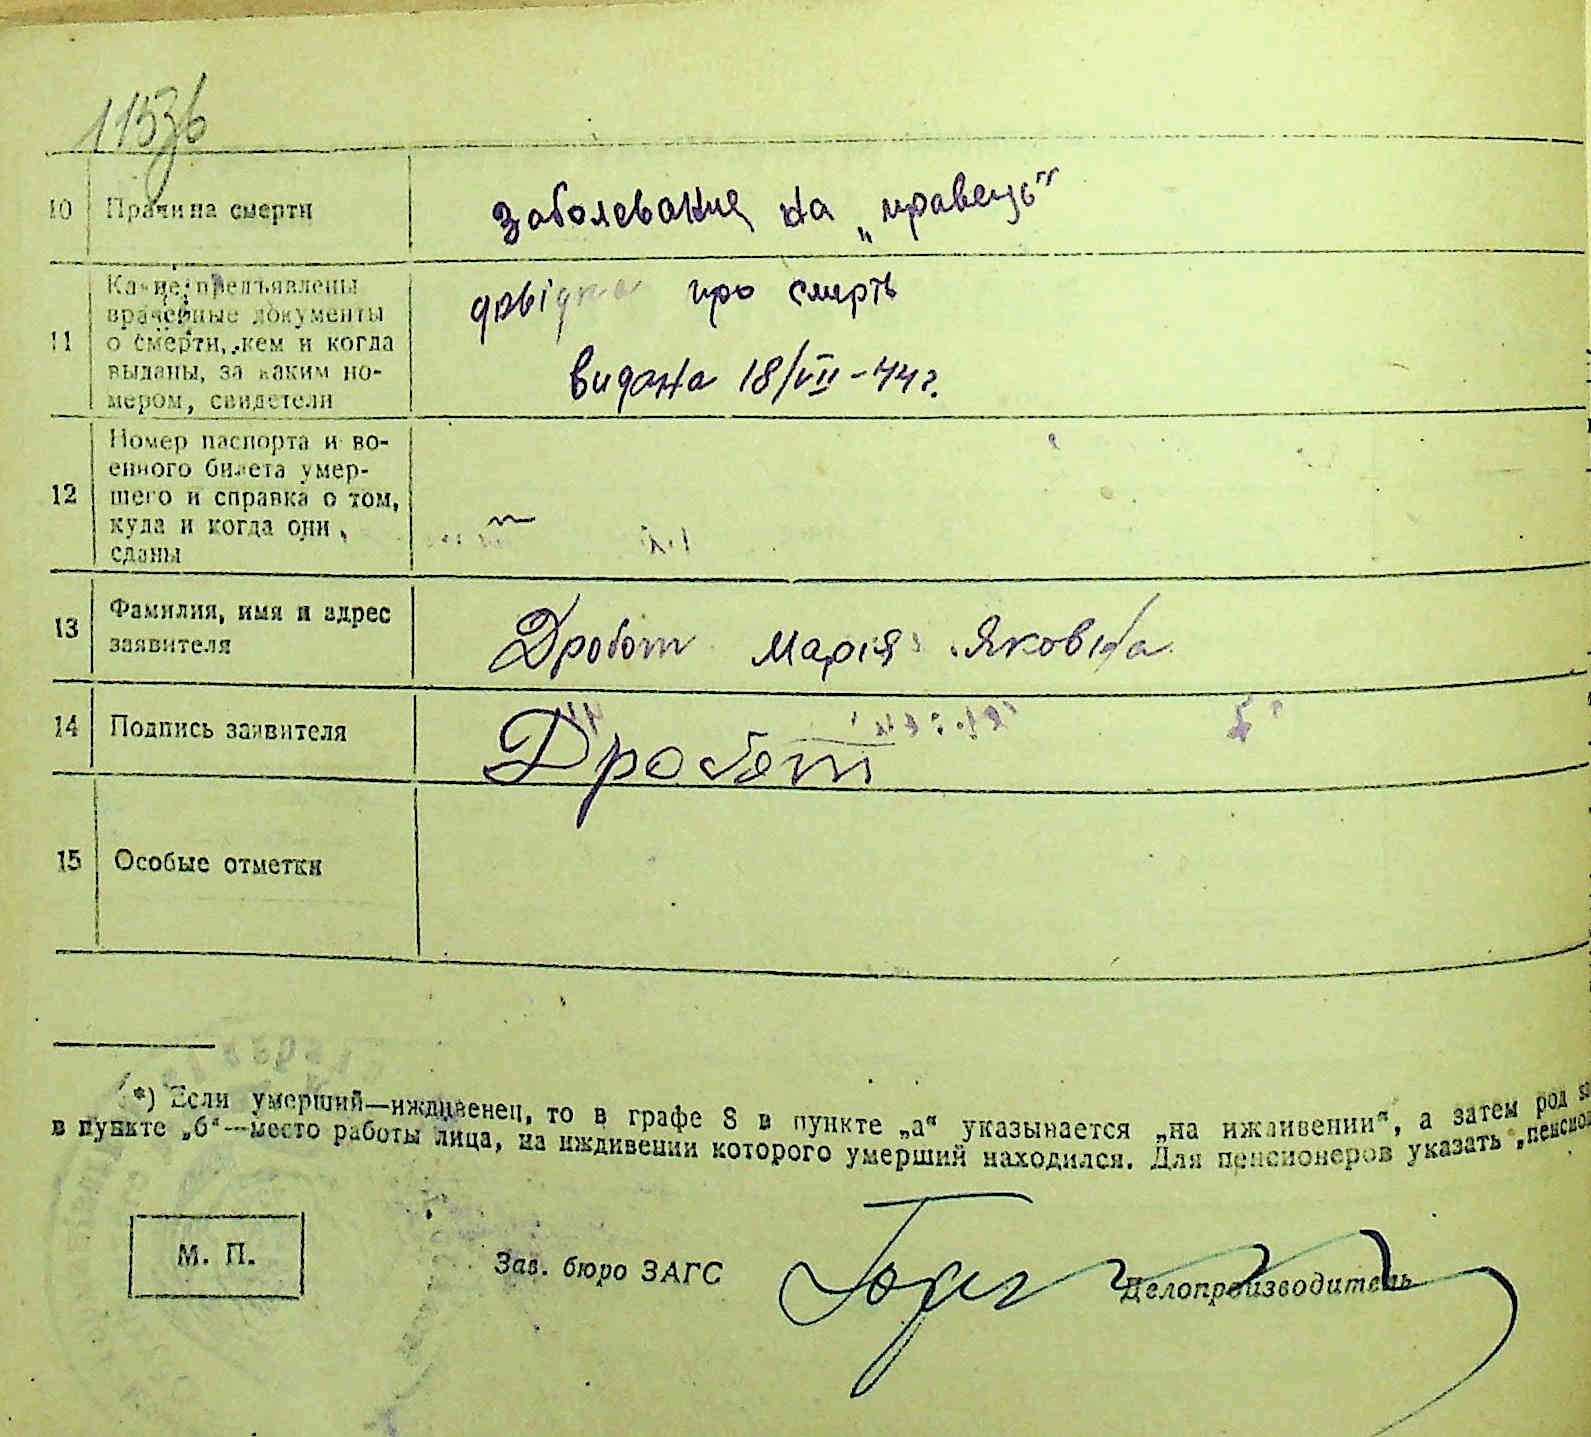 11536
10 Причина смерти
Заболевание на „правець"
11 Какие предъявлены
врачебные документы
о смерти, кем и когда
выданы, за каким но-
мером, свидетели
довідка про смерть
видана 18/VII-44 г.
12 Номер паспорта и во-
енного билета умер-
шего и справка о том,
куда и когда они
сданы
13 Фамилия, имя и адрес
заявителя
Дробот Марія Яковівна
14 Подпись заявителя
Дробот
15 Особые отметки
*) Если умерший—иждивенец, то в графе 8 в пункте „а“ указывается „на иждивении“, а затем род
в пункте „б“—место работы лица, на иждивении которого умерший находился. Для пенсионеров указать „пенсио
М. П.
Зав. бюро ЗАГС
Делопроизводитель